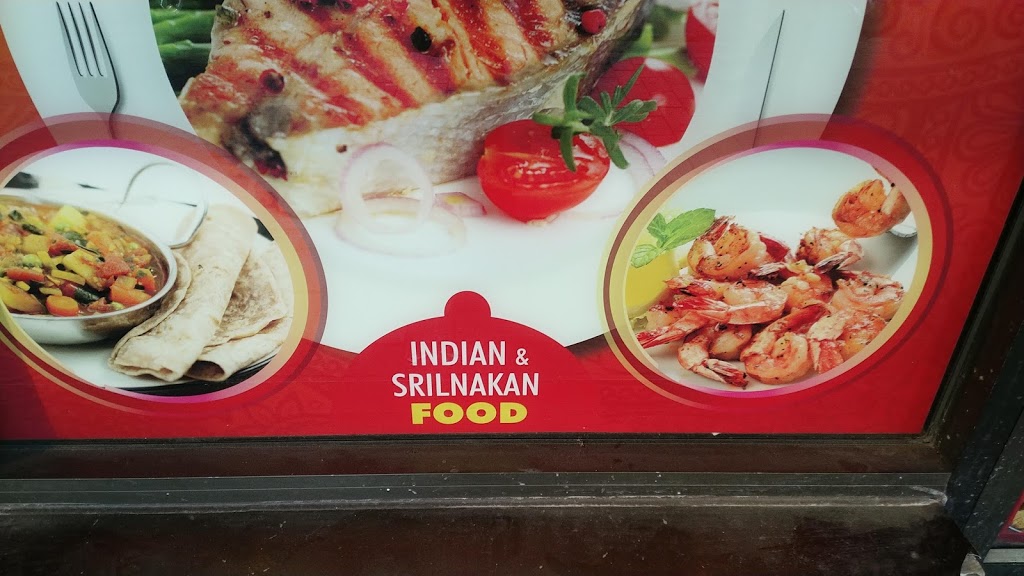 INDIAN &
SRILNAKAN
FOOD